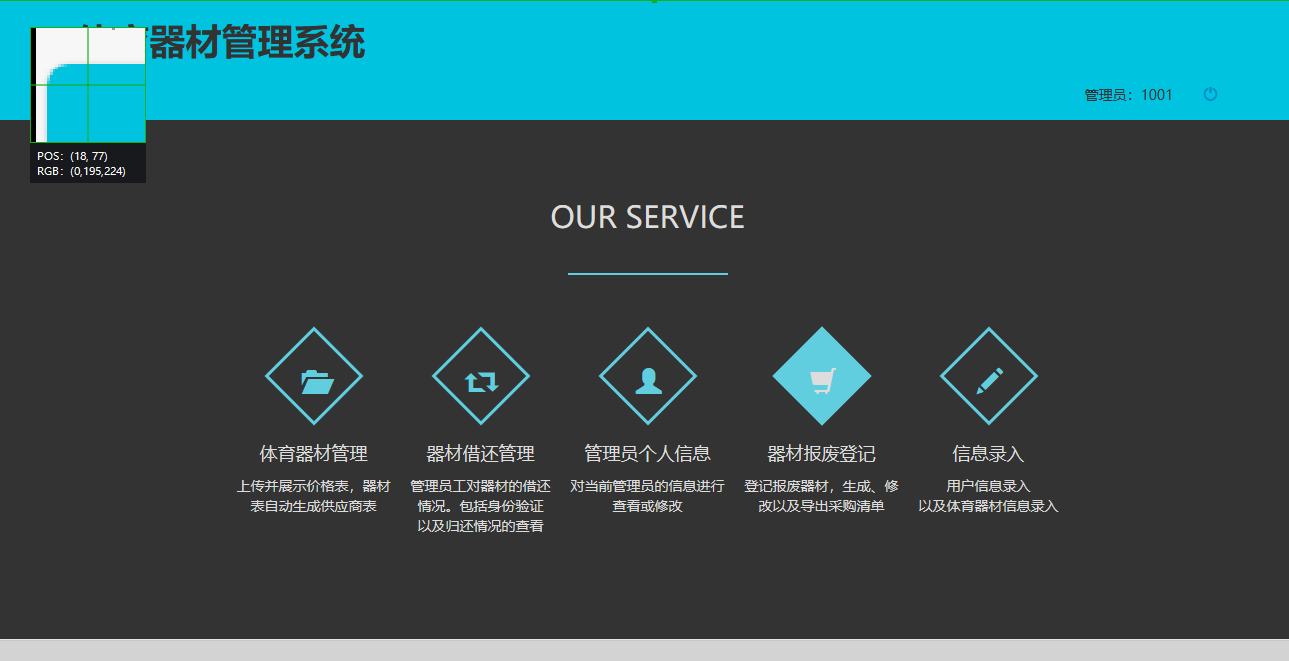 体育器材管理系统
管理员：1001
POS： (18, 77)
RGB： (0,195,224)
OUR SERVICE
体育器材管理
上传并展示价格表，器材
表自动生成供应商表
器材借还管理
管理员工对器材的借还
情况。包括身份验证
以及归还情况的查看
管理员个人信息
对当前管理员的信息进行
查看或修改
器材报废登记
登记报废器材，生成、修
改以及导出采购清单
信息录入
用户信息录入
以及体育器材信息录入